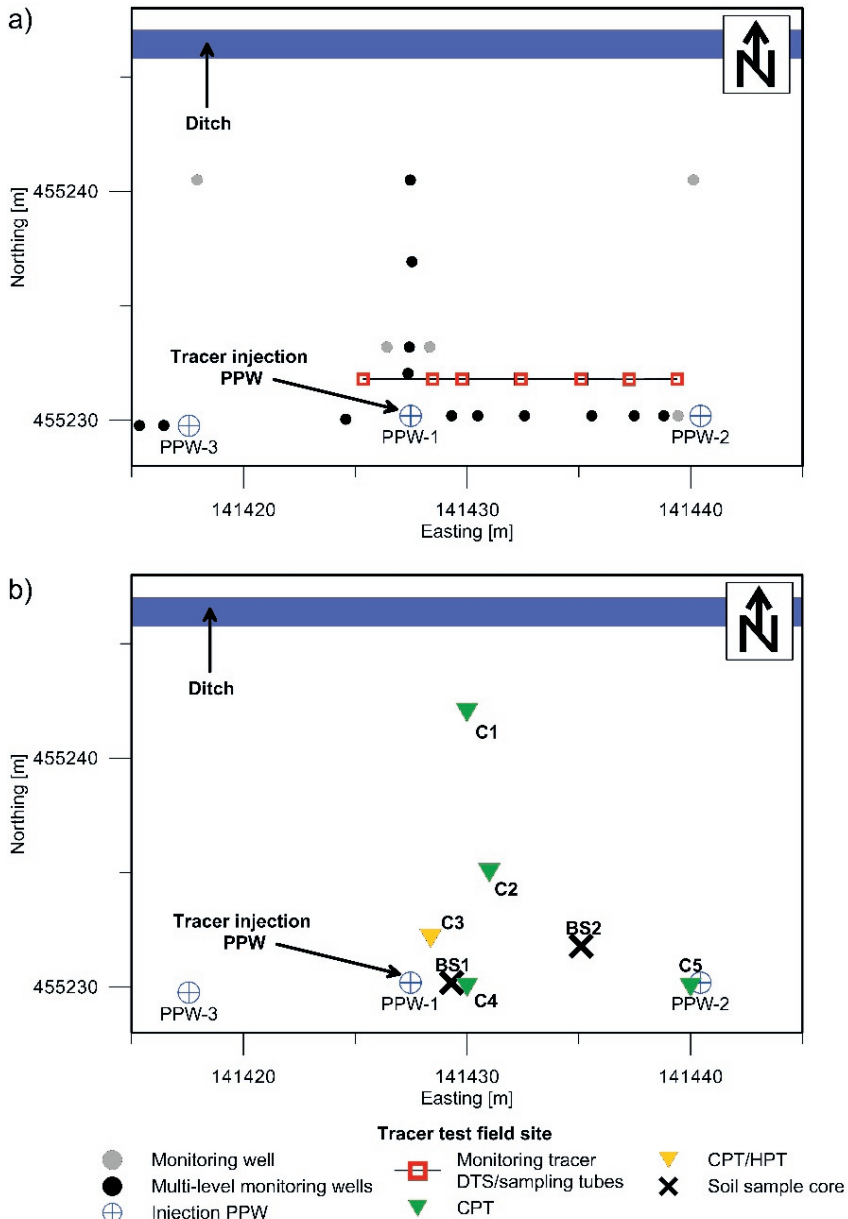 a)
N
Ditch
455240
Northing [m]
Tracer injection
PPW
455230
PPW-3
PPW-1
PPW-2
141420
141430
141440
Easting [m]
b)
N
Ditch
455240
C1
Northing [m]
C2
Tracer injection
PPW
C3
BS2
BS1
C5
455230
PPW-3
PPW-1
C4
PPW-2
141420
141430
141440
Easting [m]
Tracer test field site
Monitoring well
Multi-level monitoring wells
Injection PPW
Monitoring tracer
DTS/sampling tubes
CPT
CPT/HPT
Soil sample core